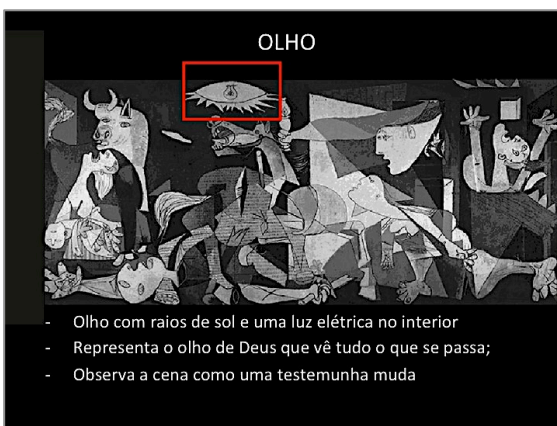 OLHO
- Olho com raios de sol e uma luz elétrica no interior
- Representa o olho de Deus que vê tudo o que se passa;
- Observa a cena como uma testemunha muda